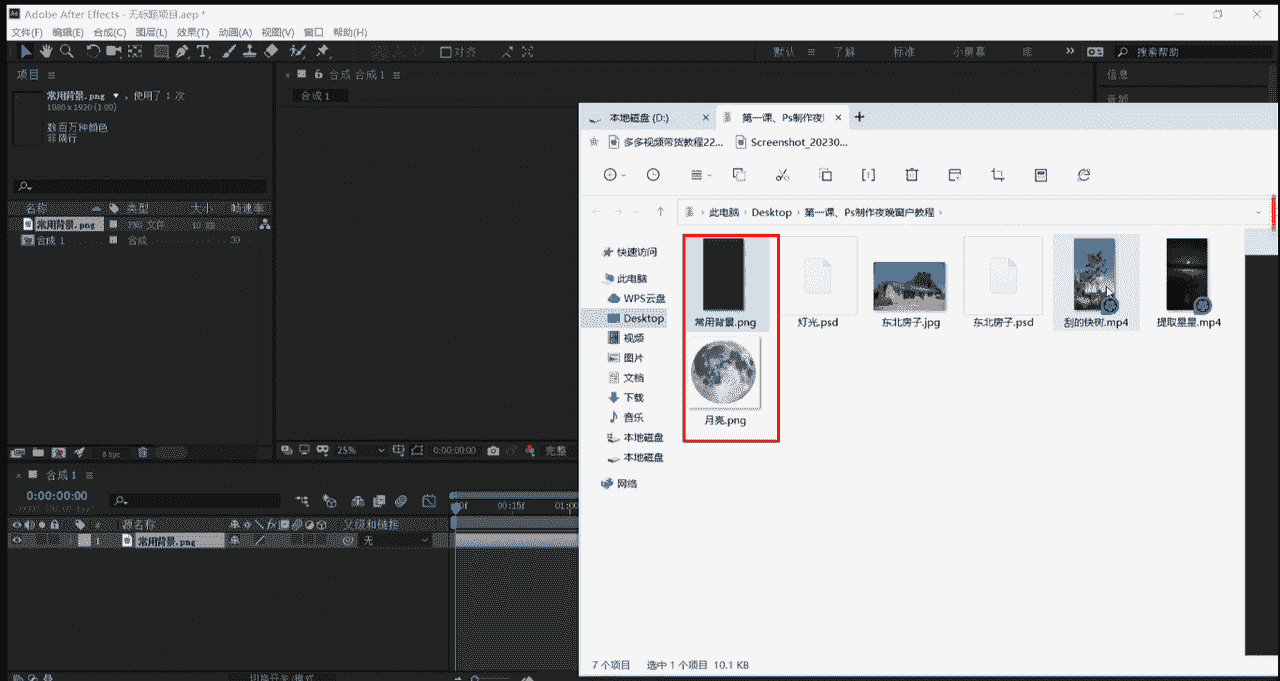 Adobe After Effects - 无标题项目.aep *
文件(F) 编辑(E) 合成(C) 图层(L) 效果(T) 动画(A) 视图(V) 窗口 帮助(H)
对齐 默认 了解 标准 小屏幕 库 搜索帮助
项目
合成 合成 1
信息
合成 1
音频
常用背景.png ，使用了 1 次
1080 x 1920 (1.00)
数百万种颜色
非隔行
名称 类型 大小 帧速率
常用背景.png PNG 文件 10 KB
合成 1 合成 30
8 bpc
25% 0:00:00:00 完整
本地磁盘 (D:) 第一课、Ps制作夜
多多视频带货教程22... Screenshot_20230...
此电脑 Desktop 第一课、Ps制作夜晚窗户教程
快速访问
此电脑
WPS云盘
Desktop
视频
图片
文档
下载
音乐
本地磁盘
本地磁盘
网络
常用背景.png 灯光.psd 东北房子.jpg 东北房子.psd 刮的快树.mp4 提取星星.mp4
月亮.png
7 个项目 选中 1 个项目 10.1 KB
合成 1
0:00:00:00
00:15f 01:00
# 源名称 父级和链接
1 常用背景.png 无
切换开关/模式